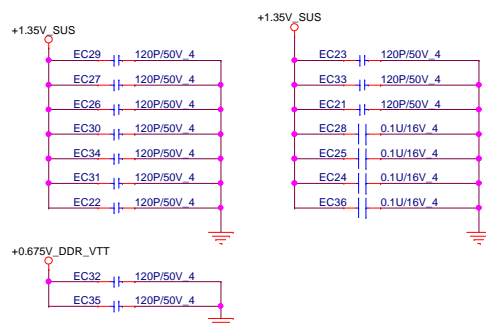 +1.35V_SUS
EC29 120P/50V_4
EC27 120P/50V_4
EC26 120P/50V_4
EC30 120P/50V_4
EC34 120P/50V_4
EC31 120P/50V_4
EC22 120P/50V_4
+1.35V_SUS
EC23 120P/50V_4
EC33 120P/50V_4
EC21 120P/50V_4
EC28 0.1U/16V_4
EC25 0.1U/16V_4
EC24 0.1U/16V_4
EC36 0.1U/16V_4
+0.675V_DDR_VTT
EC32 120P/50V_4
EC35 120P/50V_4